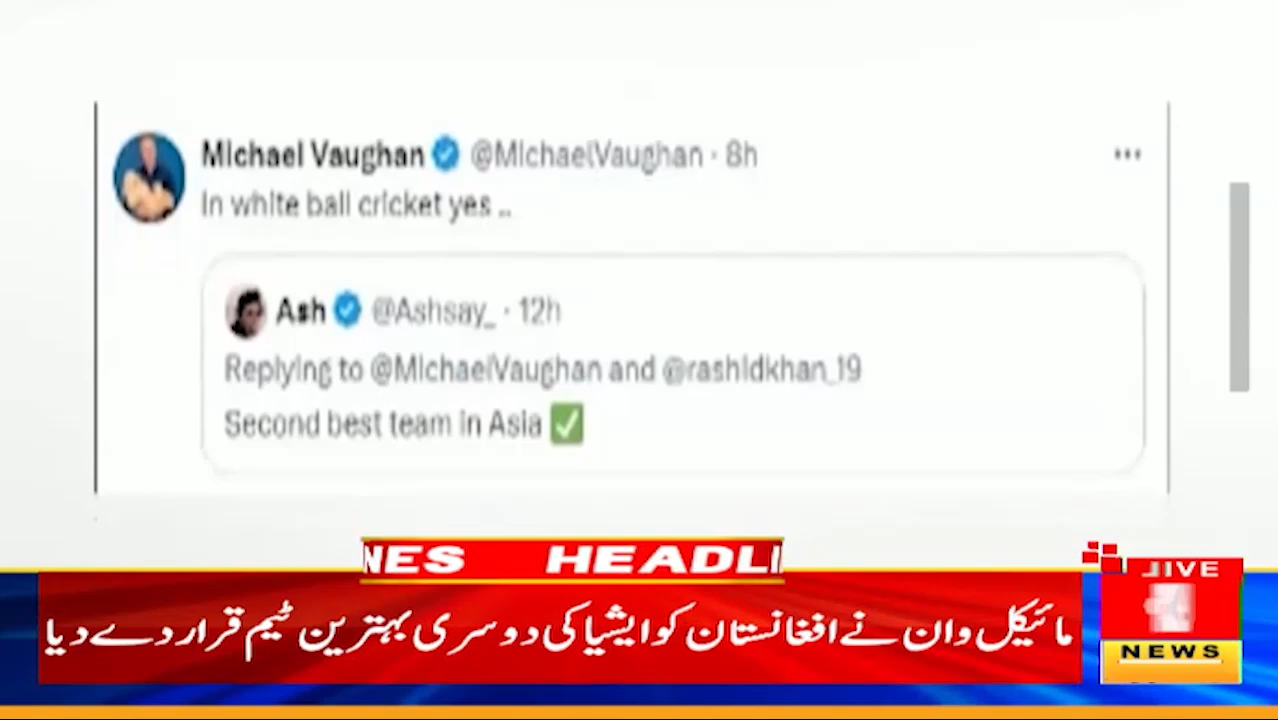 Michael Vaughan @MichaelVaughan · 8h
In white ball cricket yes ..
Ash @Ashsay_ · 12h
Replying to @MichaelVaughan and @rashidkhan_19
Second best team in Asia ✅
NES HEADLI
LIVE
مائیکل وان نے افغانستان کو ایشیا کی دوسری بہترین ٹیم قرار دے دیا
NEWS